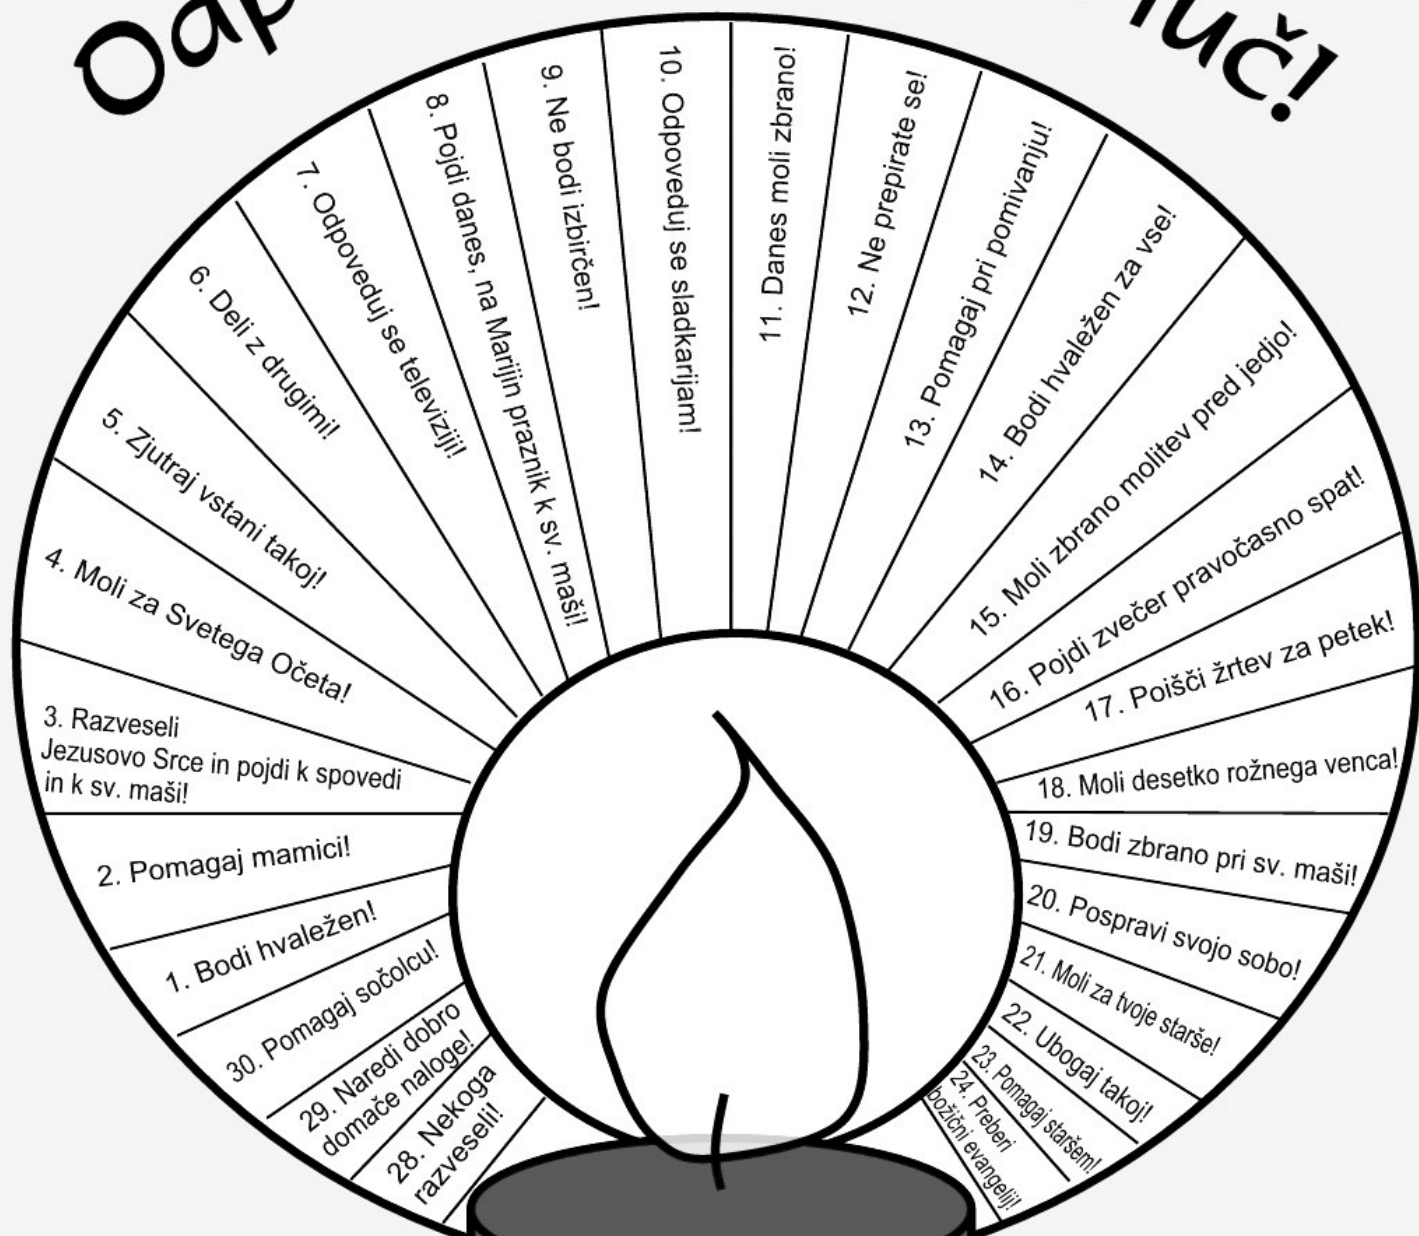 28. Nekoga
razveseli!
29. Naredi dobro
domače naloge!
30. Pomagaj sočolcu!
1. Bodi hvaležen!
2. Pomagaj mamici!
3. Razveseli
Jezusovo Srce in pojdi k spovedi
in k sv. maši!
4. Moli za Svetega Očeta!
5. Zjutraj vstani takoj!
6. Deli z drugimi!
7. Odpoveduj se televiziji!
8. Pojdi danes, na Marijin praznik k sv. maši!
9. Ne bodi izbirčen!
10. Odpoveduj se sladkarijam!
11. Danes moli zbrano!
12. Ne prepirate se!
13. Pomagaj pri pomivanju!
14. Bodi hvaležen za vse!
15. Moli zbrano molitev pred jedjo!
16. Pojdi zvečer pravočasno spat!
17. Poišči žrtev za petek!
18. Moli desetko rožnega venca!
19. Bodi zbrano pri sv. maši!
20. Pospravi svojo sobo!
21. Moli za tvoje starše!
22. Ubogaj takoj!
23. Pomagaj staršem!
24. Preberi
božični evangelij!